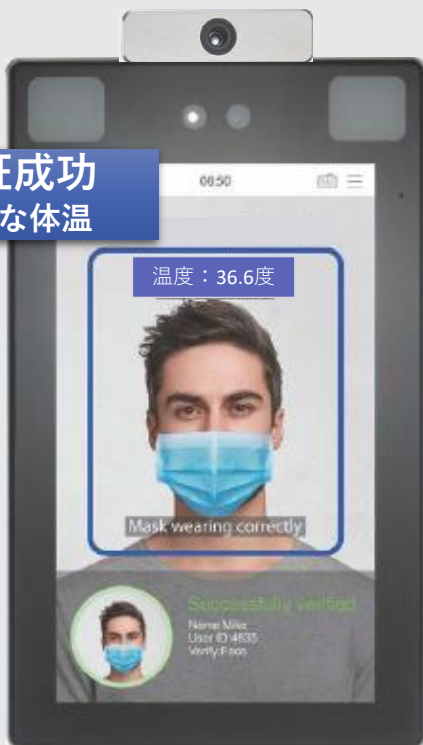 証成功
な体温
08:50
温度：36.6度
Mask wearing correctly
Successfully verified
Name:Mike
User ID:4835
Verify:Face